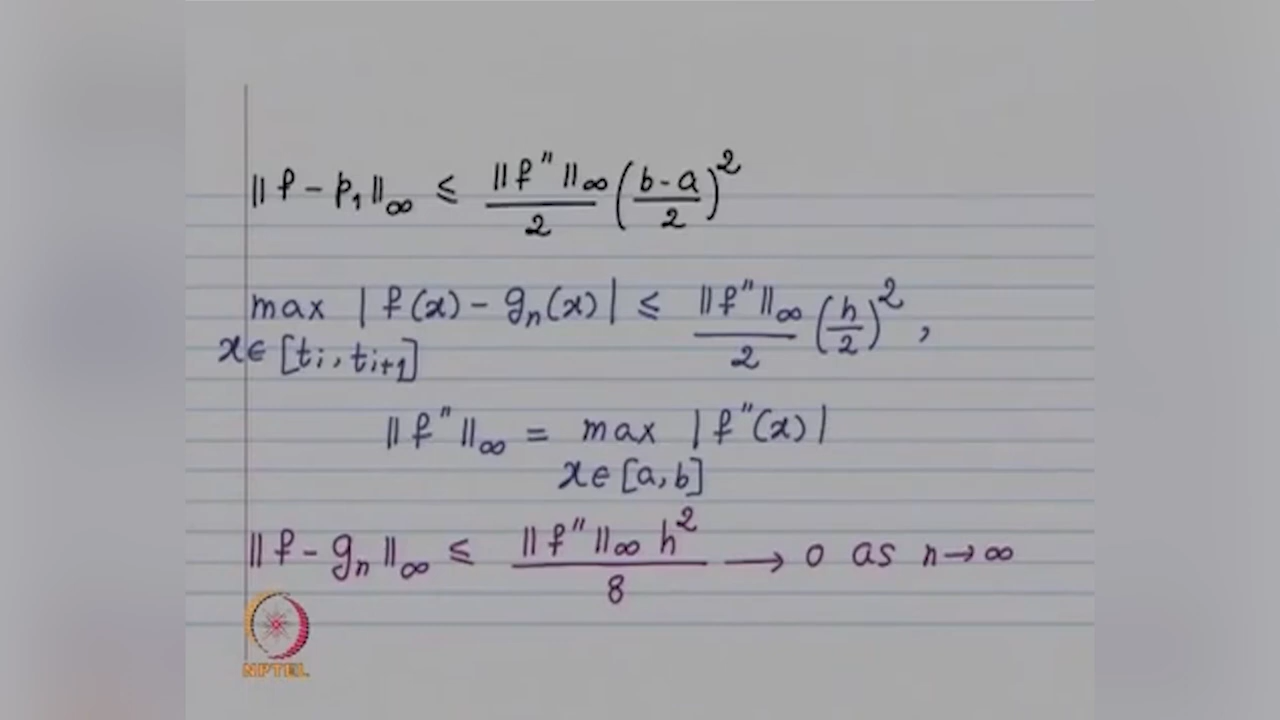 ‖f - p₁‖∞ ≤ ‖f″‖∞/2 ((b-a)/2)²
max |f(x) - gₙ(x)| ≤ ‖f″‖∞/2 (h/2)²,
x∈[tᵢ, tᵢ₊₁]
‖f″‖∞ = max |f″(x)|
x∈[a,b]
‖f - gₙ‖∞ ≤ ‖f″‖∞ h²/8 → 0 as n→∞
NPTEL